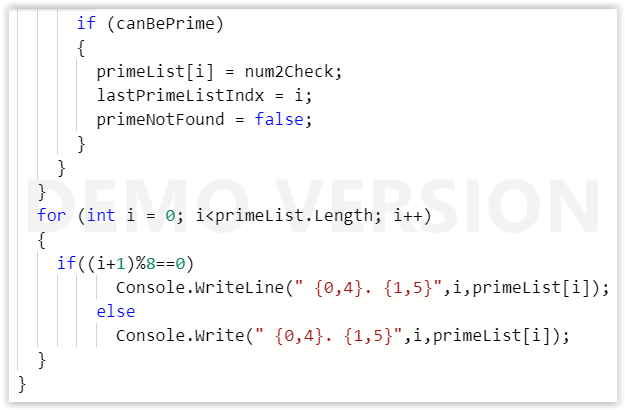 if (canBePrime)
{
primeList[i] = num2Check;
lastPrimeListIndx = i;
primeNotFound = false;
}
}
}
DEMO VERSION
for (int i = 0; i<primeList.Length; i++)
{
if((i+1)%8==0)
Console.WriteLine(" {0,4}. {1,5}",i,primeList[i]);
else
Console.Write(" {0,4}. {1,5}",i,primeList[i]);
}
}